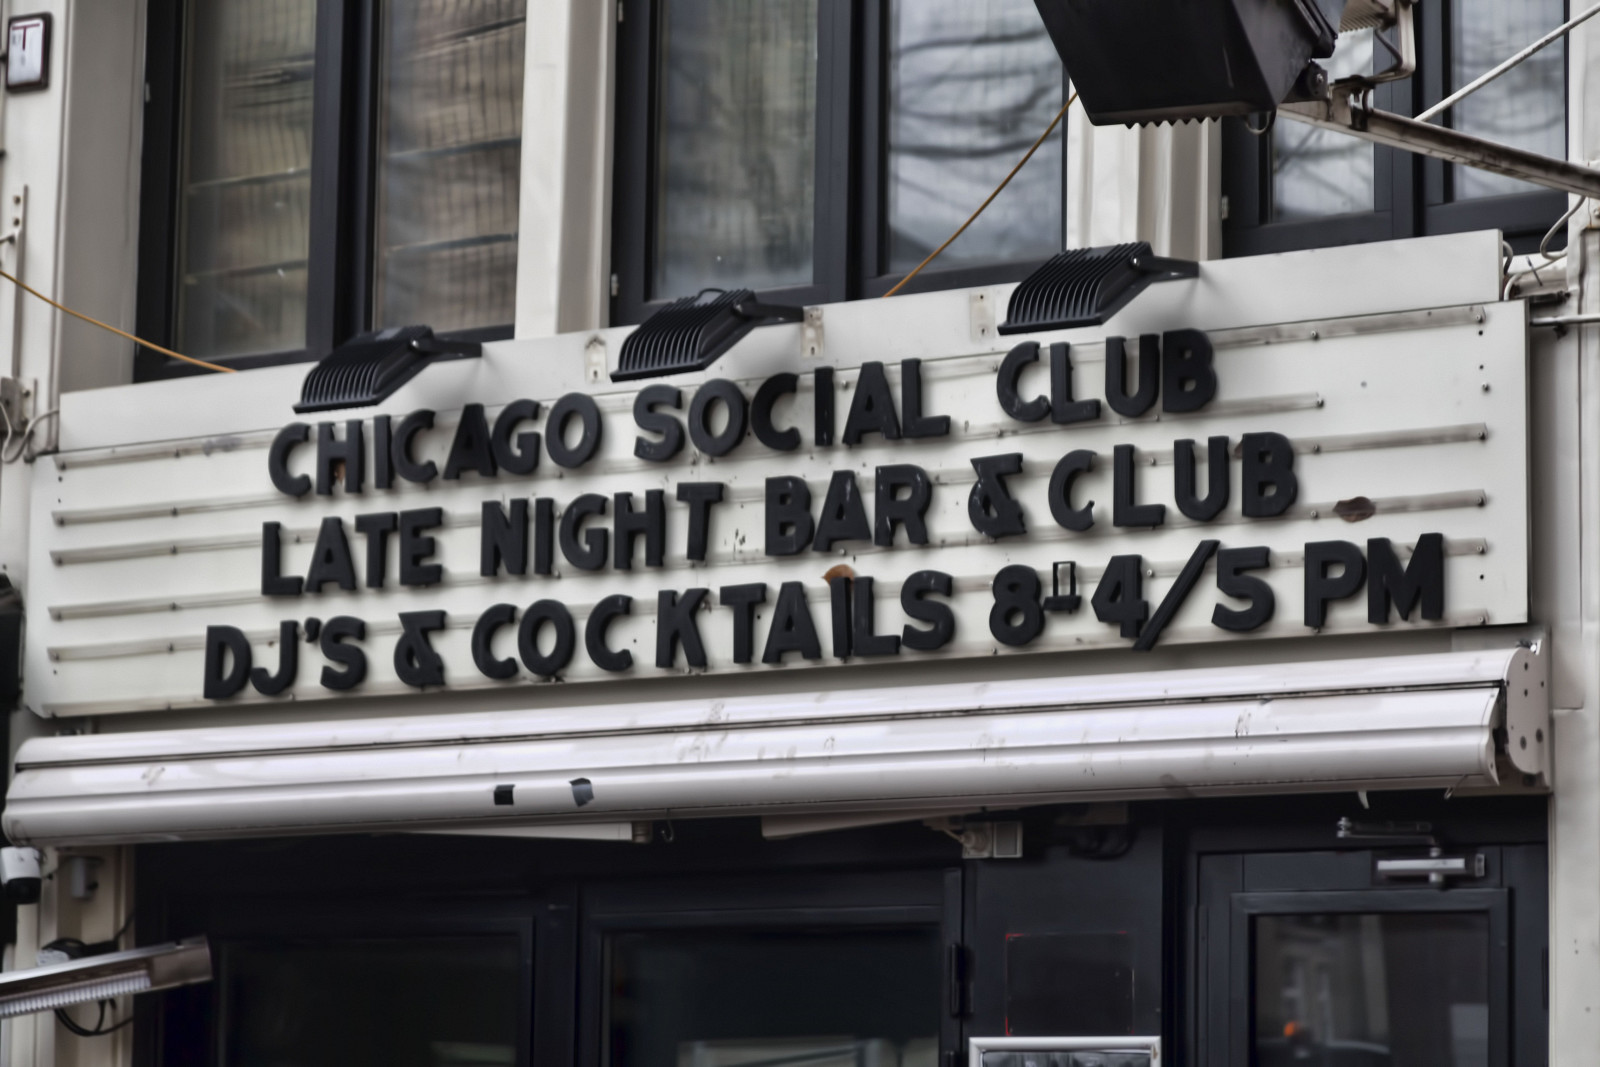 CHICAGO SOCIAL CLUB
LATE NIGHT BAR & CLUB
DJ'S & COCKTAILS 8-4/5 PM